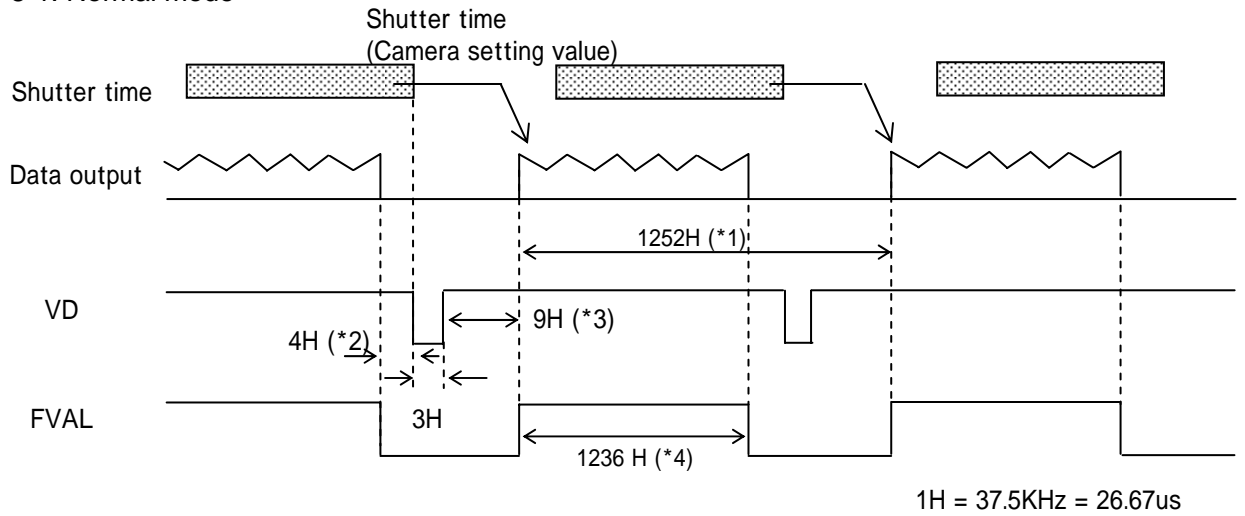 Shutter time
(Camera setting value)
Shutter time
Data output
1252H (*1)
VD
9H (*3)
4H (*2)
FVAL
3H
1236 H (*4)
1H = 37.5KHz = 26.67us